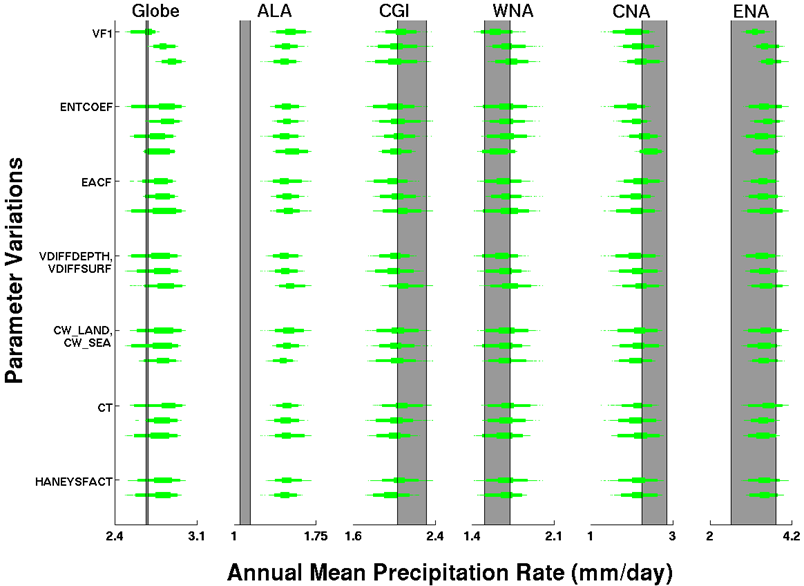 Globe ALA CGI WNA CNA ENA
Parameter Variations
VF1
ENTCOEF
EACF
VDIFFDEPTH,
VDIFFSURF
CW_LAND,
CW_SEA
CT
HANEYSFACT
2.4 3.1 1 1.75 1.6 2.4 1.4 2.1 1 3 2 4.2
Annual Mean Precipitation Rate (mm/day)